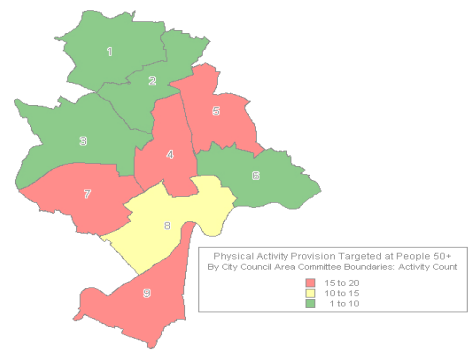 1
2
5
3
4
6
7
8
9
Physical Activity Provision Targeted at People 50+
By City Council Area Committee Boundaries: Activity Count
15 to 20
10 to 15
1 to 10